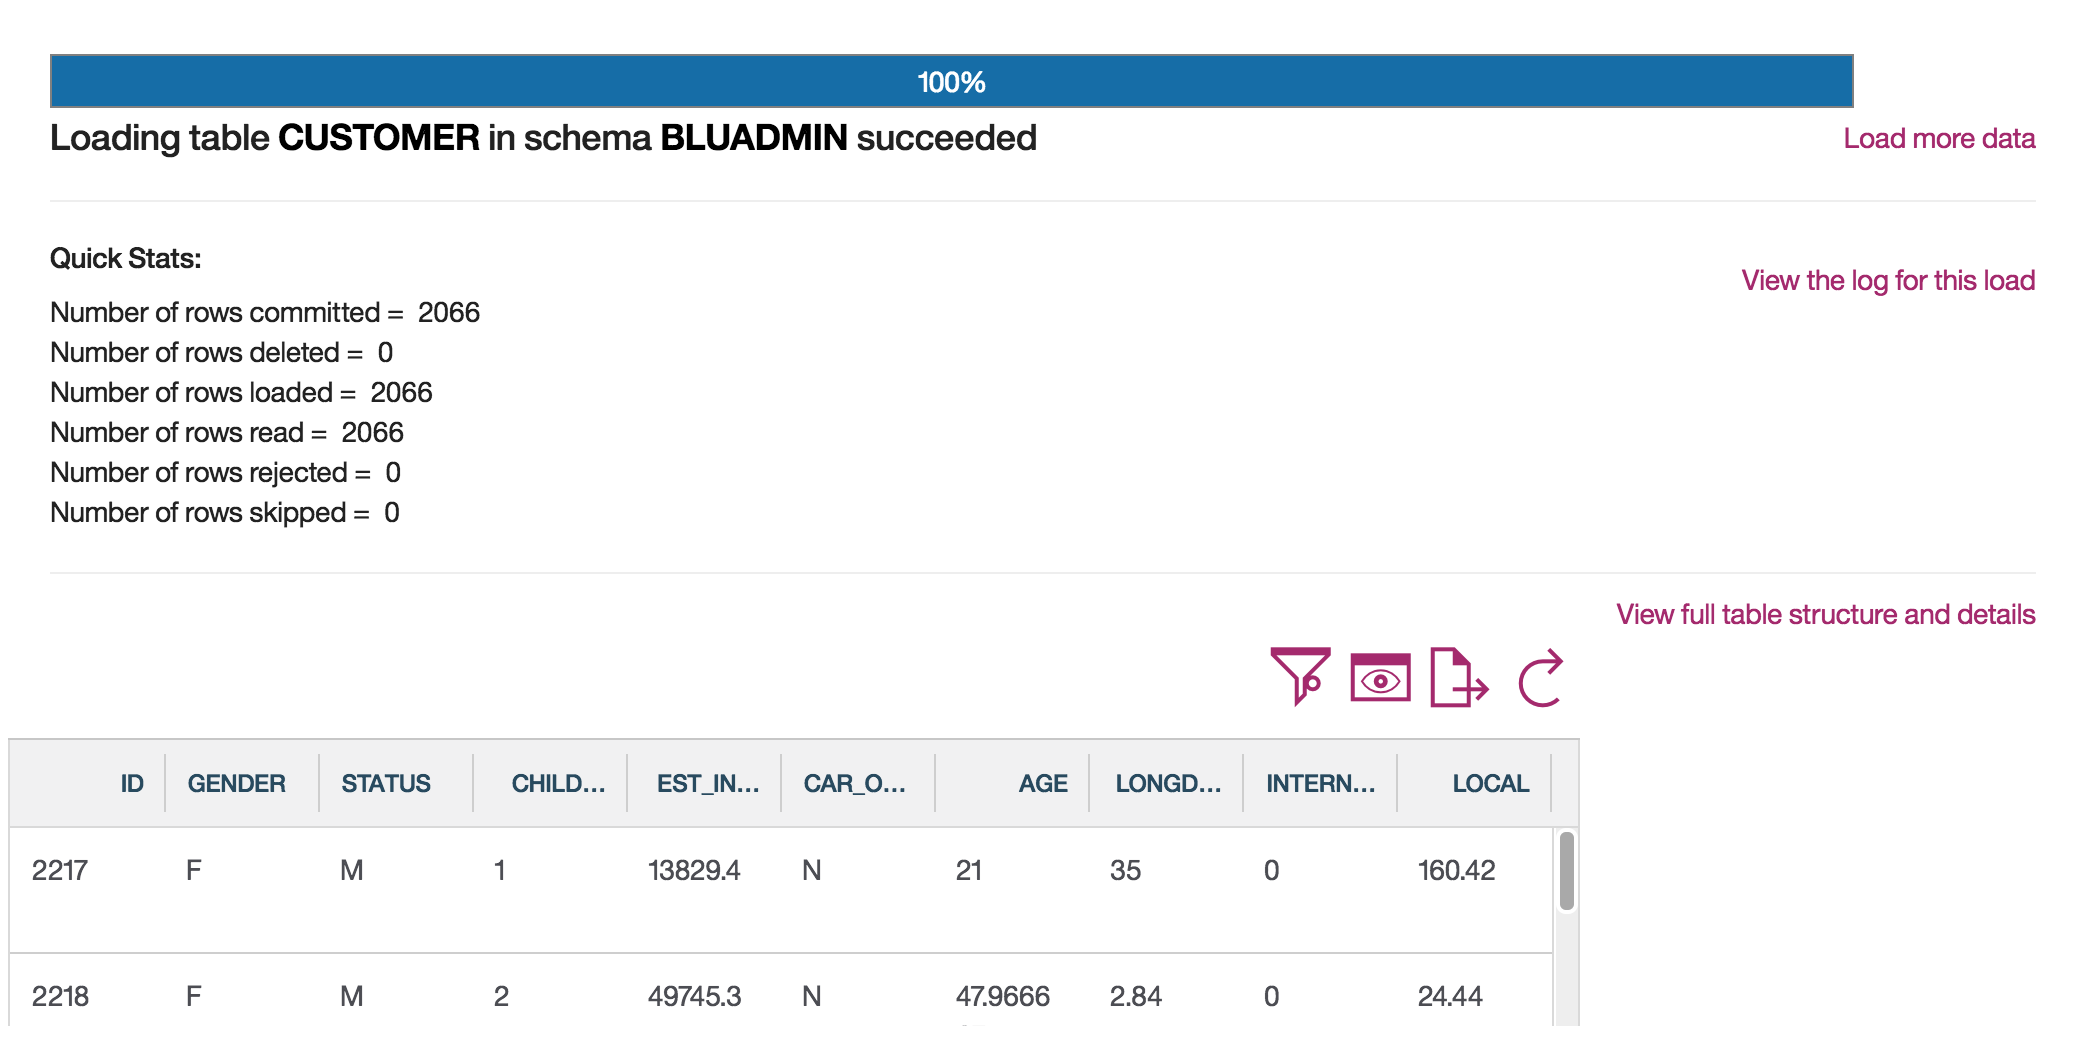 100%
Loading table CUSTOMER in schema BLUADMIN succeeded
Load more data
Quick Stats:
View the log for this load
Number of rows committed = 2066
Number of rows deleted = 0
Number of rows loaded = 2066
Number of rows read = 2066
Number of rows rejected = 0
Number of rows skipped = 0
View full table structure and details
ID GENDER STATUS CHILD... EST_IN... CAR_O... AGE LONGD... INTERN... LOCAL
2217 F M 1 13829.4 N 21 35 0 160.42
2218 F M 2 49745.3 N 47.9666 2.84 0 24.44